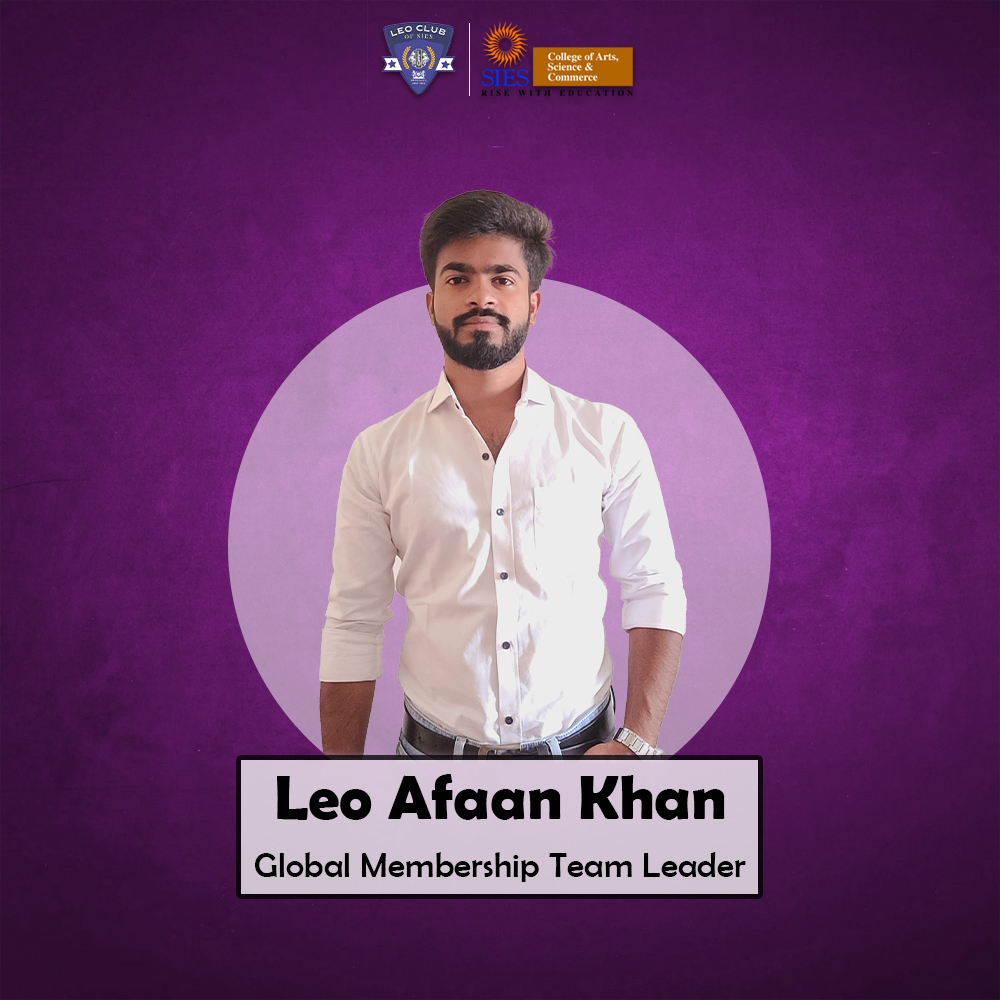 LEO CLUB
OF SIES
SIES
College of Arts,
Science &
Commerce
RISE WITH EDUCATION
Leo Afaan Khan
Global Membership Team Leader